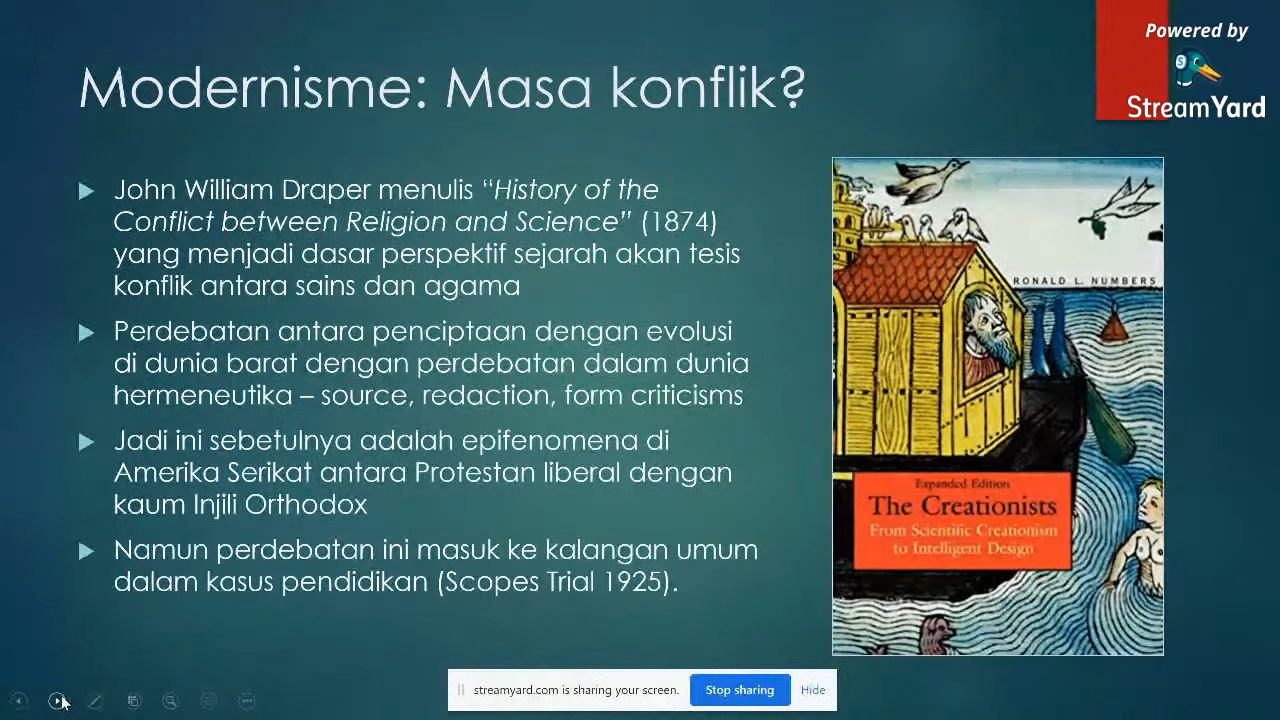 Powered by
StreamYard
Modernisme: Masa konflik?
John William Draper menulis “History of the
Conflict between Religion and Science” (1874)
yang menjadi dasar perspektif sejarah akan tesis
konflik antara sains dan agama
Perdebatan antara penciptaan dengan evolusi
di dunia barat dengan perdebatan dalam dunia
hermeneutika – source, redaction, form criticisms
Jadi ini sebetulnya adalah epifenomena di
Amerika Serikat antara Protestan liberal dengan
kaum Injili Orthodox
Namun perdebatan ini masuk ke kalangan umum
dalam kasus pendidikan (Scopes Trial 1925).
RONALD L. NUMBERS
Expanded Edition
The Creationists
From Scientific Creationism
to Intelligent Design
streamyard.com is sharing your screen.
Stop sharing
Hide